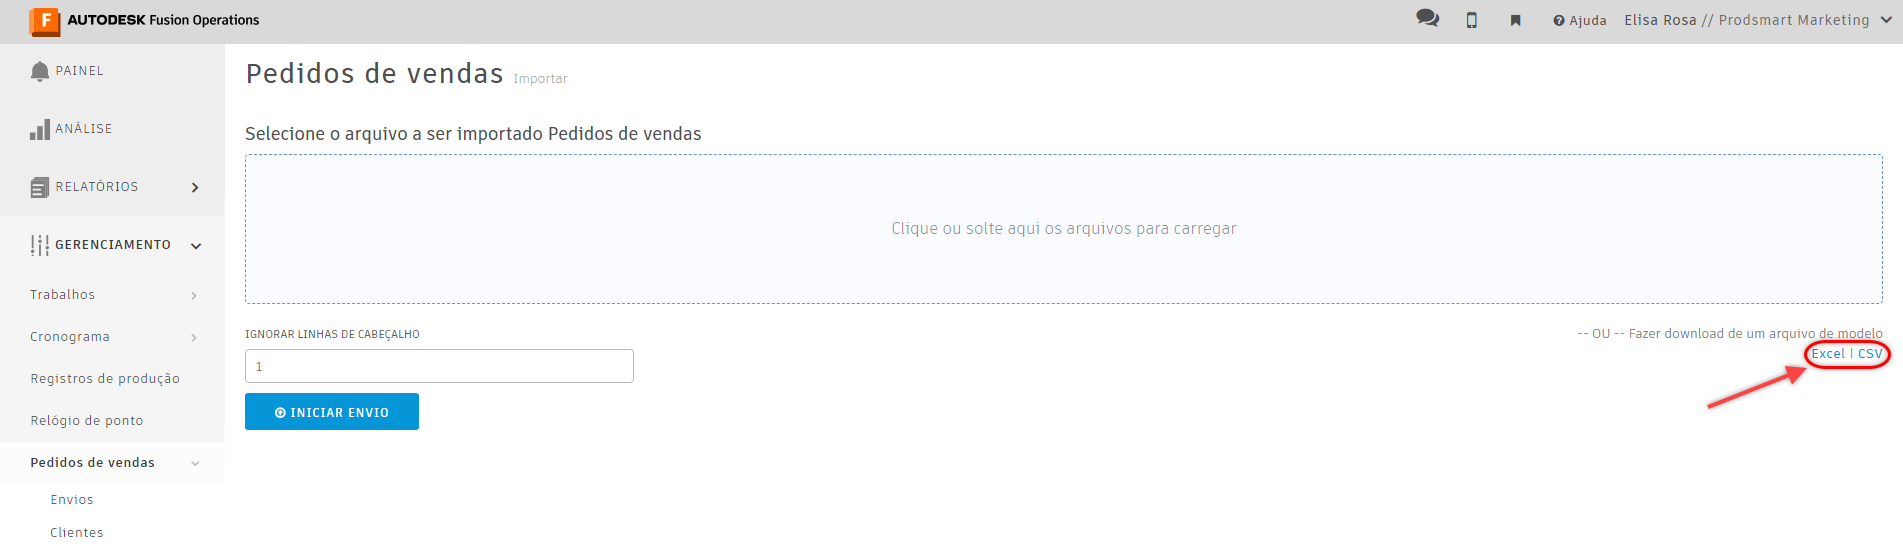 F AUTODESK Fusion Operations
Ajuda
Elisa Rosa // Prodsmart Marketing
PAINEL
ANÁLISE
RELATÓRIOS
GERENCIAMENTO
Trabalhos
Cronograma
Registros de produção
Relógio de ponto
Pedidos de vendas
Envios
Clientes
Pedidos de vendas Importar
Selecione o arquivo a ser importado Pedidos de vendas
Clique ou solte aqui os arquivos para carregar
IGNORAR LINHAS DE CABEÇALHO
1
INICIAR ENVIO
-- OU -- Fazer download de um arquivo de modelo
Excel | CSV